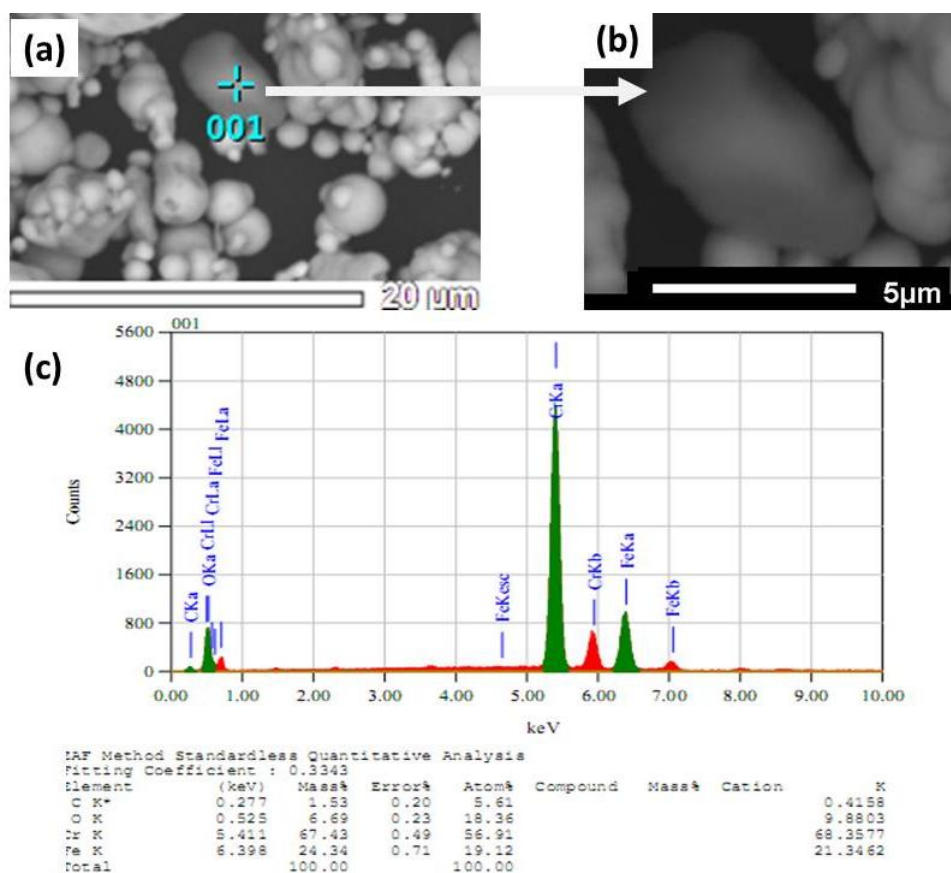 (a)
001
20 µm
(b)
5µm
(c)
001
5600
4800
4000
3200
2400
1600
800
0
Counts
CKa
OKa
CrLl
CrLa
FeLl
FeLa
FeKesc
CrKa
CrKb
FeKa
FeKb
0.00 1.00 2.00 3.00 4.00 5.00 6.00 7.00 8.00 9.00 10.00
keV
ZAF Method Standardless Quantitative Analysis
Fitting Coefficient : 0.3343
Element (keV) Mass% Error% Atom% Compound Mass% Cation K
C K* 0.277 1.53 0.20 5.61 0.4158
O K 0.525 6.69 0.23 18.36 9.8803
Cr K 5.411 67.43 0.49 56.91 68.3577
Fe K 6.398 24.34 0.71 19.12 21.3462
Total 100.00 100.00